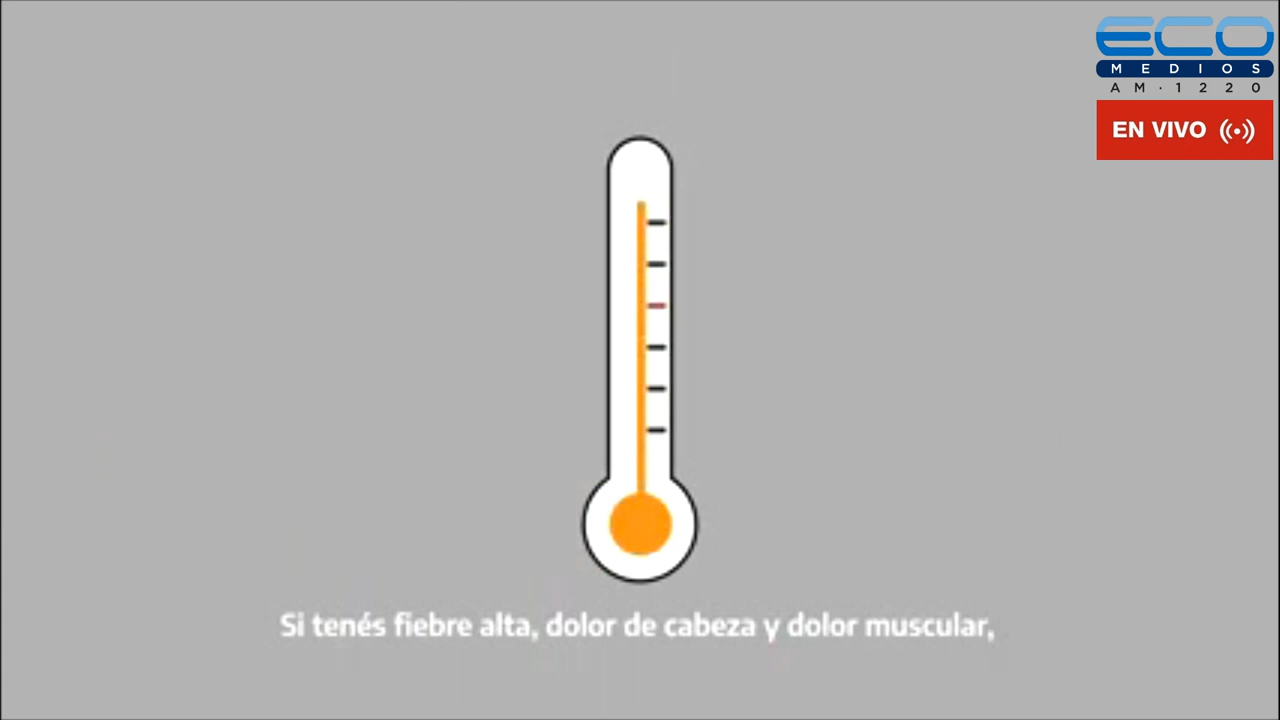 ECO
MEDIOS
AM·1220
EN VIVO
Si tenés fiebre alta, dolor de cabeza y dolor muscular,